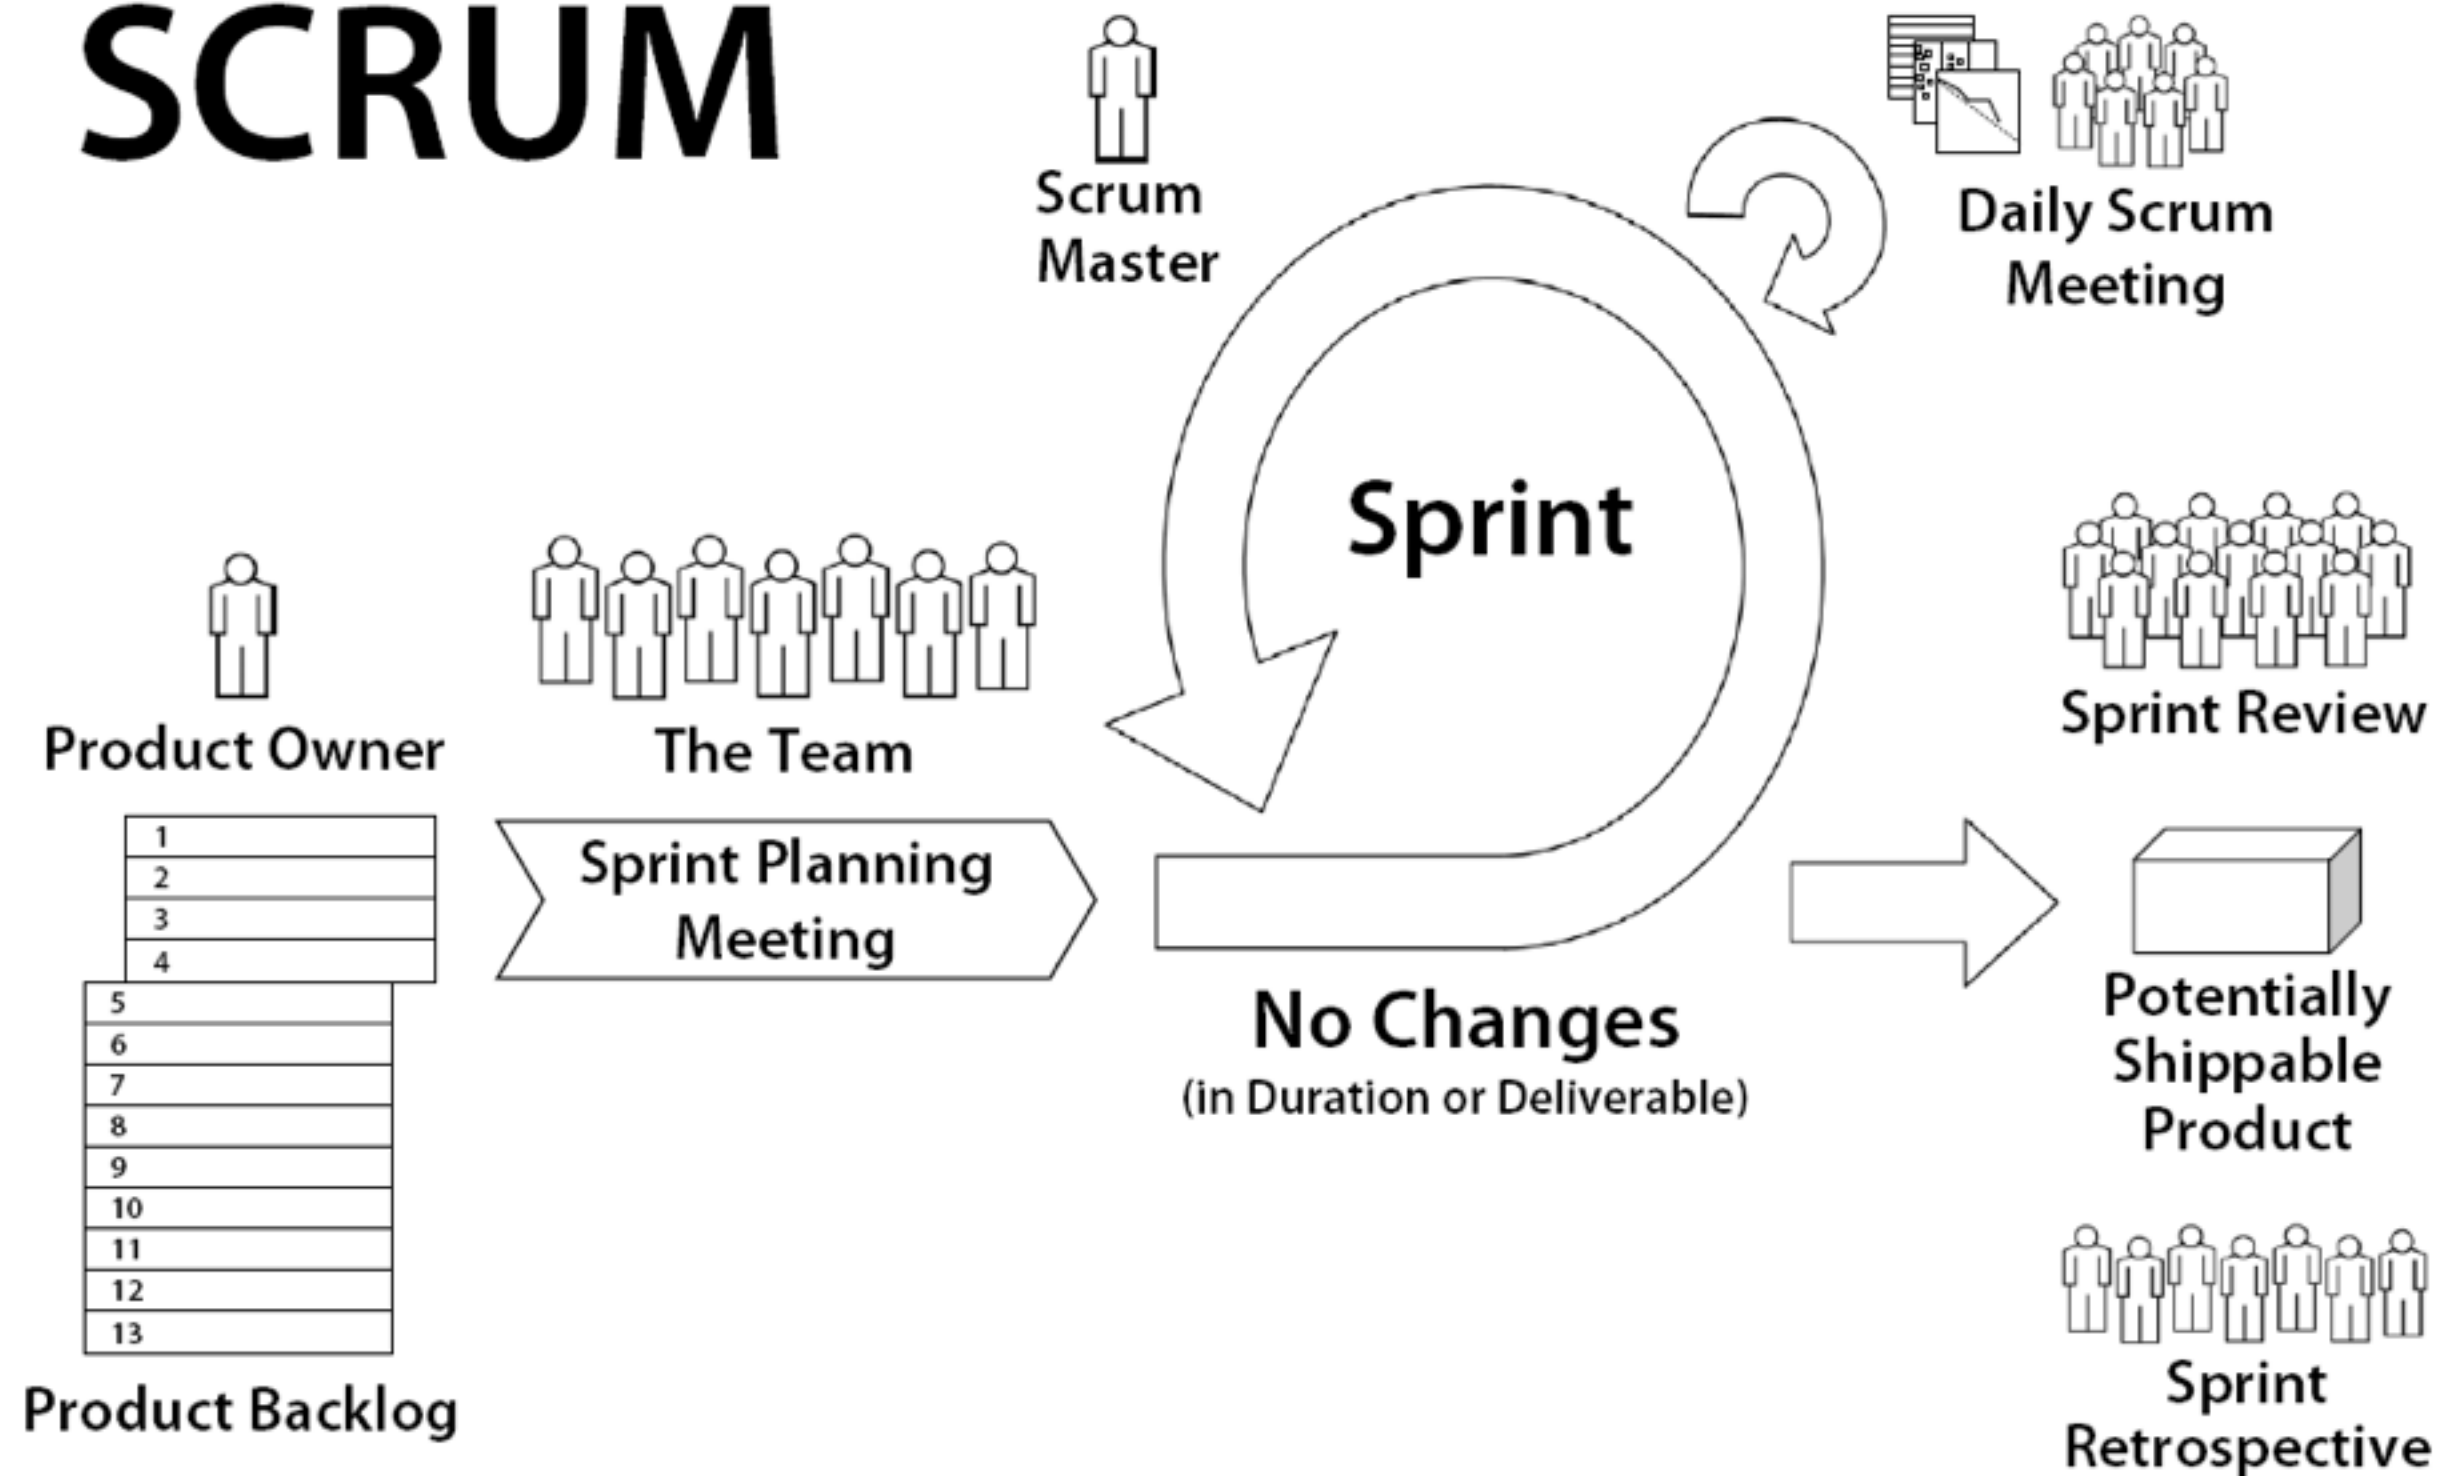 SCRUM
Scrum
Master
Daily Scrum
Meeting
Sprint
Product Owner
The Team
Sprint Review
1
2
3
4
5
6
7
8
9
10
11
12
13
Product Backlog
Sprint Planning
Meeting
No Changes
(in Duration or Deliverable)
Potentially
Shippable
Product
Sprint
Retrospective